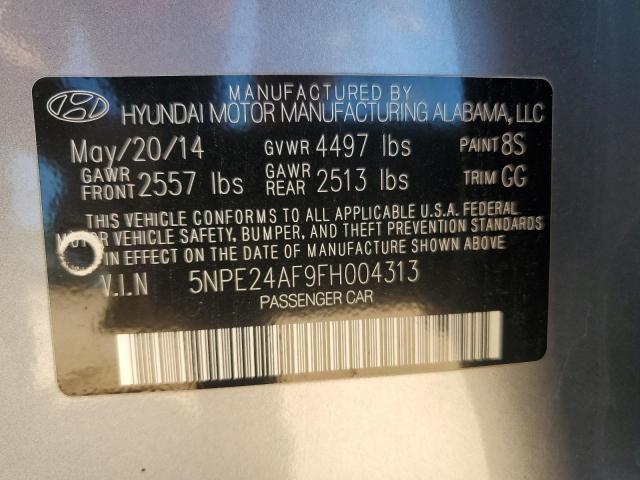 MANUFACTURED BY
HYUNDAI MOTOR MANUFACTURING ALABAMA, LLC
May/20/14 GVWR 4497 lbs PAINT 8S
GAWR FRONT 2557 lbs GAWR REAR 2513 lbs TRIM GG
THIS VEHICLE CONFORMS TO ALL APPLICABLE U.S.A. FEDERAL
MOTOR VEHICLE SAFETY, BUMPER, AND THEFT PREVENTION STANDARDS
IN EFFECT ON THE DATE OF MANUFACTURE SHOWN ABOVE.
V.I.N 5NPE24AF9FH004313
PASSENGER CAR